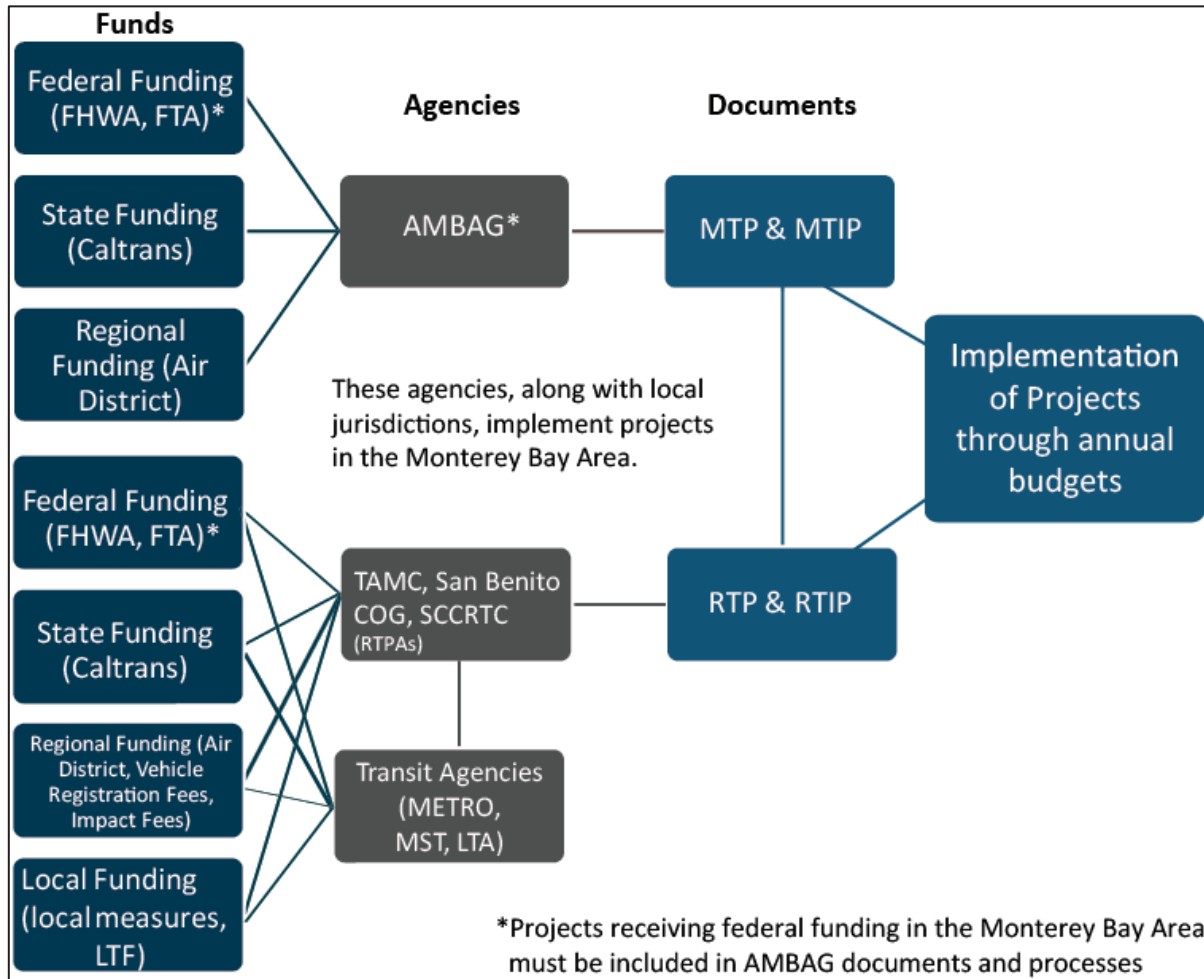 Funds
Federal Funding
(FHWA, FTA)*
State Funding
(Caltrans)
Regional
Funding (Air
District)
Federal Funding
(FHWA, FTA)*
State Funding
(Caltrans)
Regional Funding (Air
District, Vehicle
Registration Fees,
Impact Fees)
Local Funding
(local measures,
LTF)
Agencies
AMBAG*
These agencies, along with local
jurisdictions, implement projects
in the Monterey Bay Area.
TAMC, San Benito
COG, SCCRTC
(RTPAs)
Transit Agencies
(METRO,
MST, LTA)
Documents
MTP & MTIP
RTP & RTIP
Implementation
of Projects
through annual
budgets
*Projects receiving federal funding in the Monterey Bay Area
must be included in AMBAG documents and processes